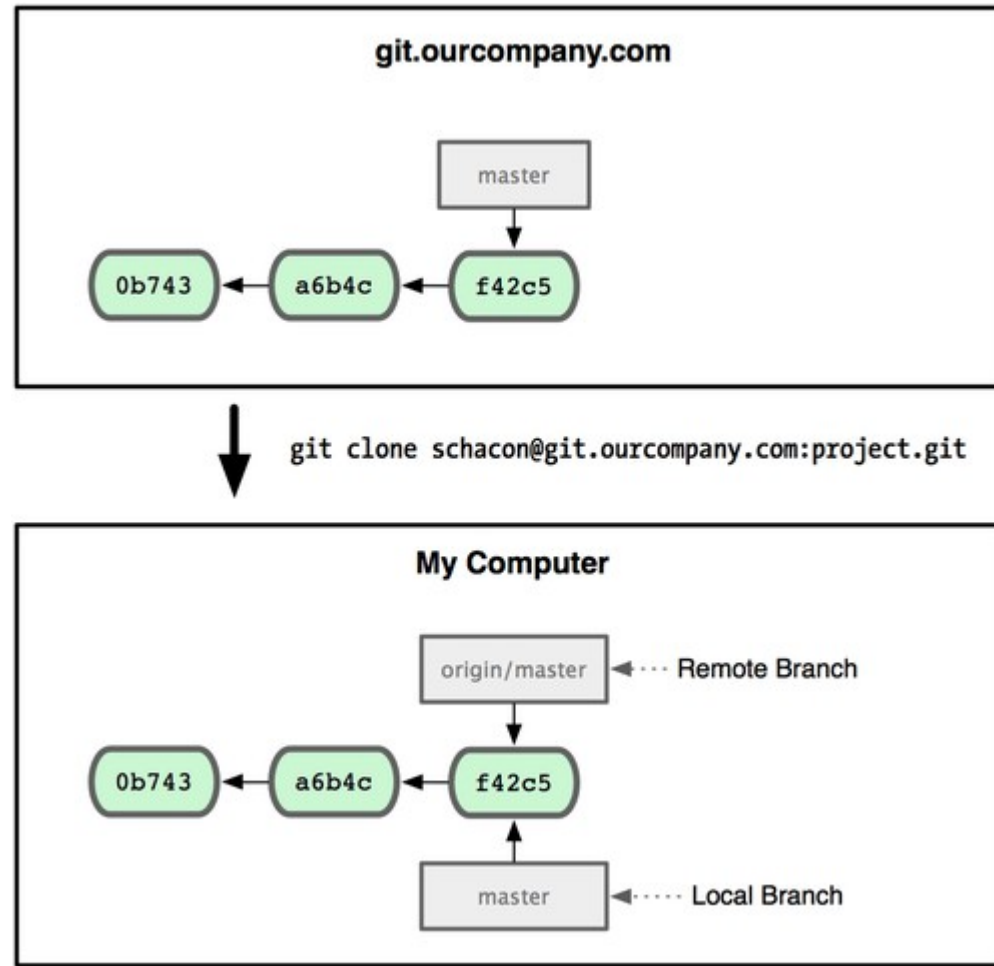 git.ourcompany.com
master
0b743 a6b4c f42c5
git clone schacon@git.ourcompany.com:project.git
My Computer
origin/master Remote Branch
0b743 a6b4c f42c5
master Local Branch